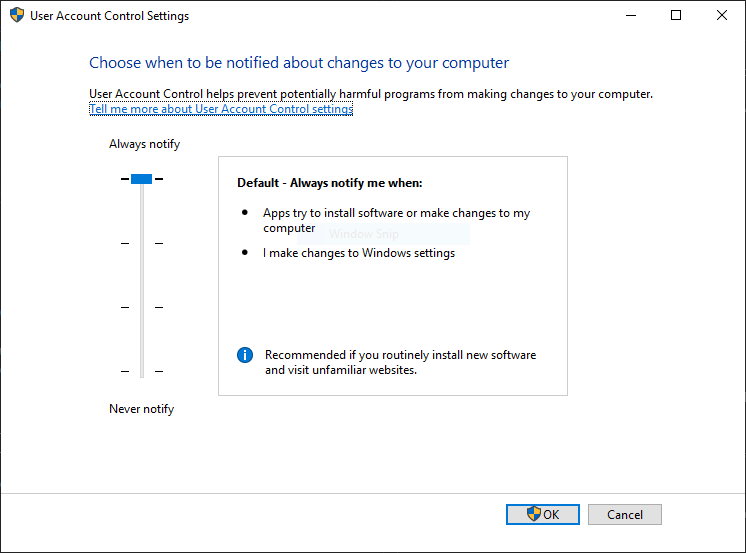 User Account Control Settings
Choose when to be notified about changes to your computer
User Account Control helps prevent potentially harmful programs from making changes to your computer.
Tell me more about User Account Control settings
Always notify
Default - Always notify me when:
Apps try to install software or make changes to my
computer
Window Snip
I make changes to Windows settings
Recommended if you routinely install new software
and visit unfamiliar websites.
Never notify
OK
Cancel